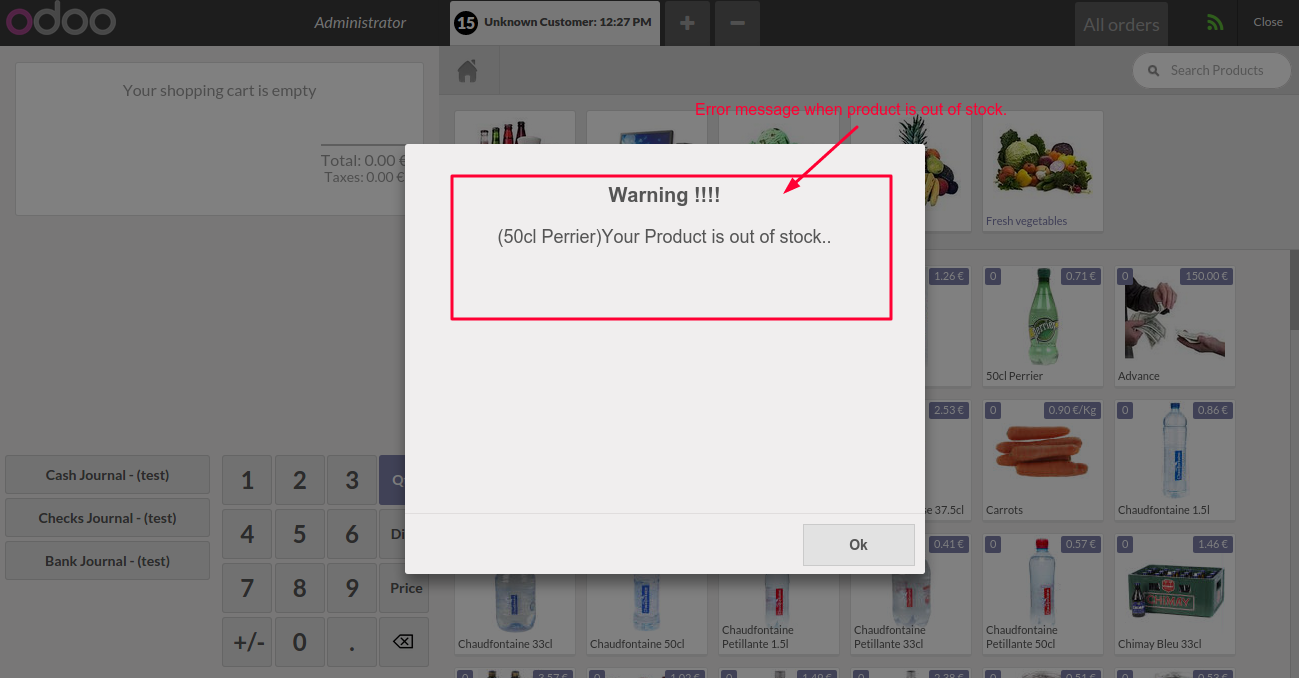 odoo
Administrator
15 Unknown Customer: 12:27 PM
All orders
Close
Your shopping cart is empty
Total: 0.00 €
Taxes: 0.00 €
Search Products
Error message when product is out of stock.
Fresh vegetables
Warning !!!!
(50cl Perrier)Your Product is out of stock..
Ok
1.26 €
0 0.71 €
50cl Perrier
0 150.00 €
Advance
2.53 €
37.5cl
0 0.90 €/Kg
Carrots
0 0.86 €
Chaudfontaine 1.5l
Chaudfontaine 33cl
Chaudfontaine 50cl
Chaudfontaine
Petillante 1.5l
0.41 €
Chaudfontaine
Petillante 33cl
0 0.57 €
Chaudfontaine
Petillante 50cl
0 1.46 €
CHIMAY
Chimay Bleu 33cl
Cash Journal - (test)
Checks Journal - (test)
Bank Journal - (test)
1 2 3
4 5 6
7 8 9 Price
+/- 0 .